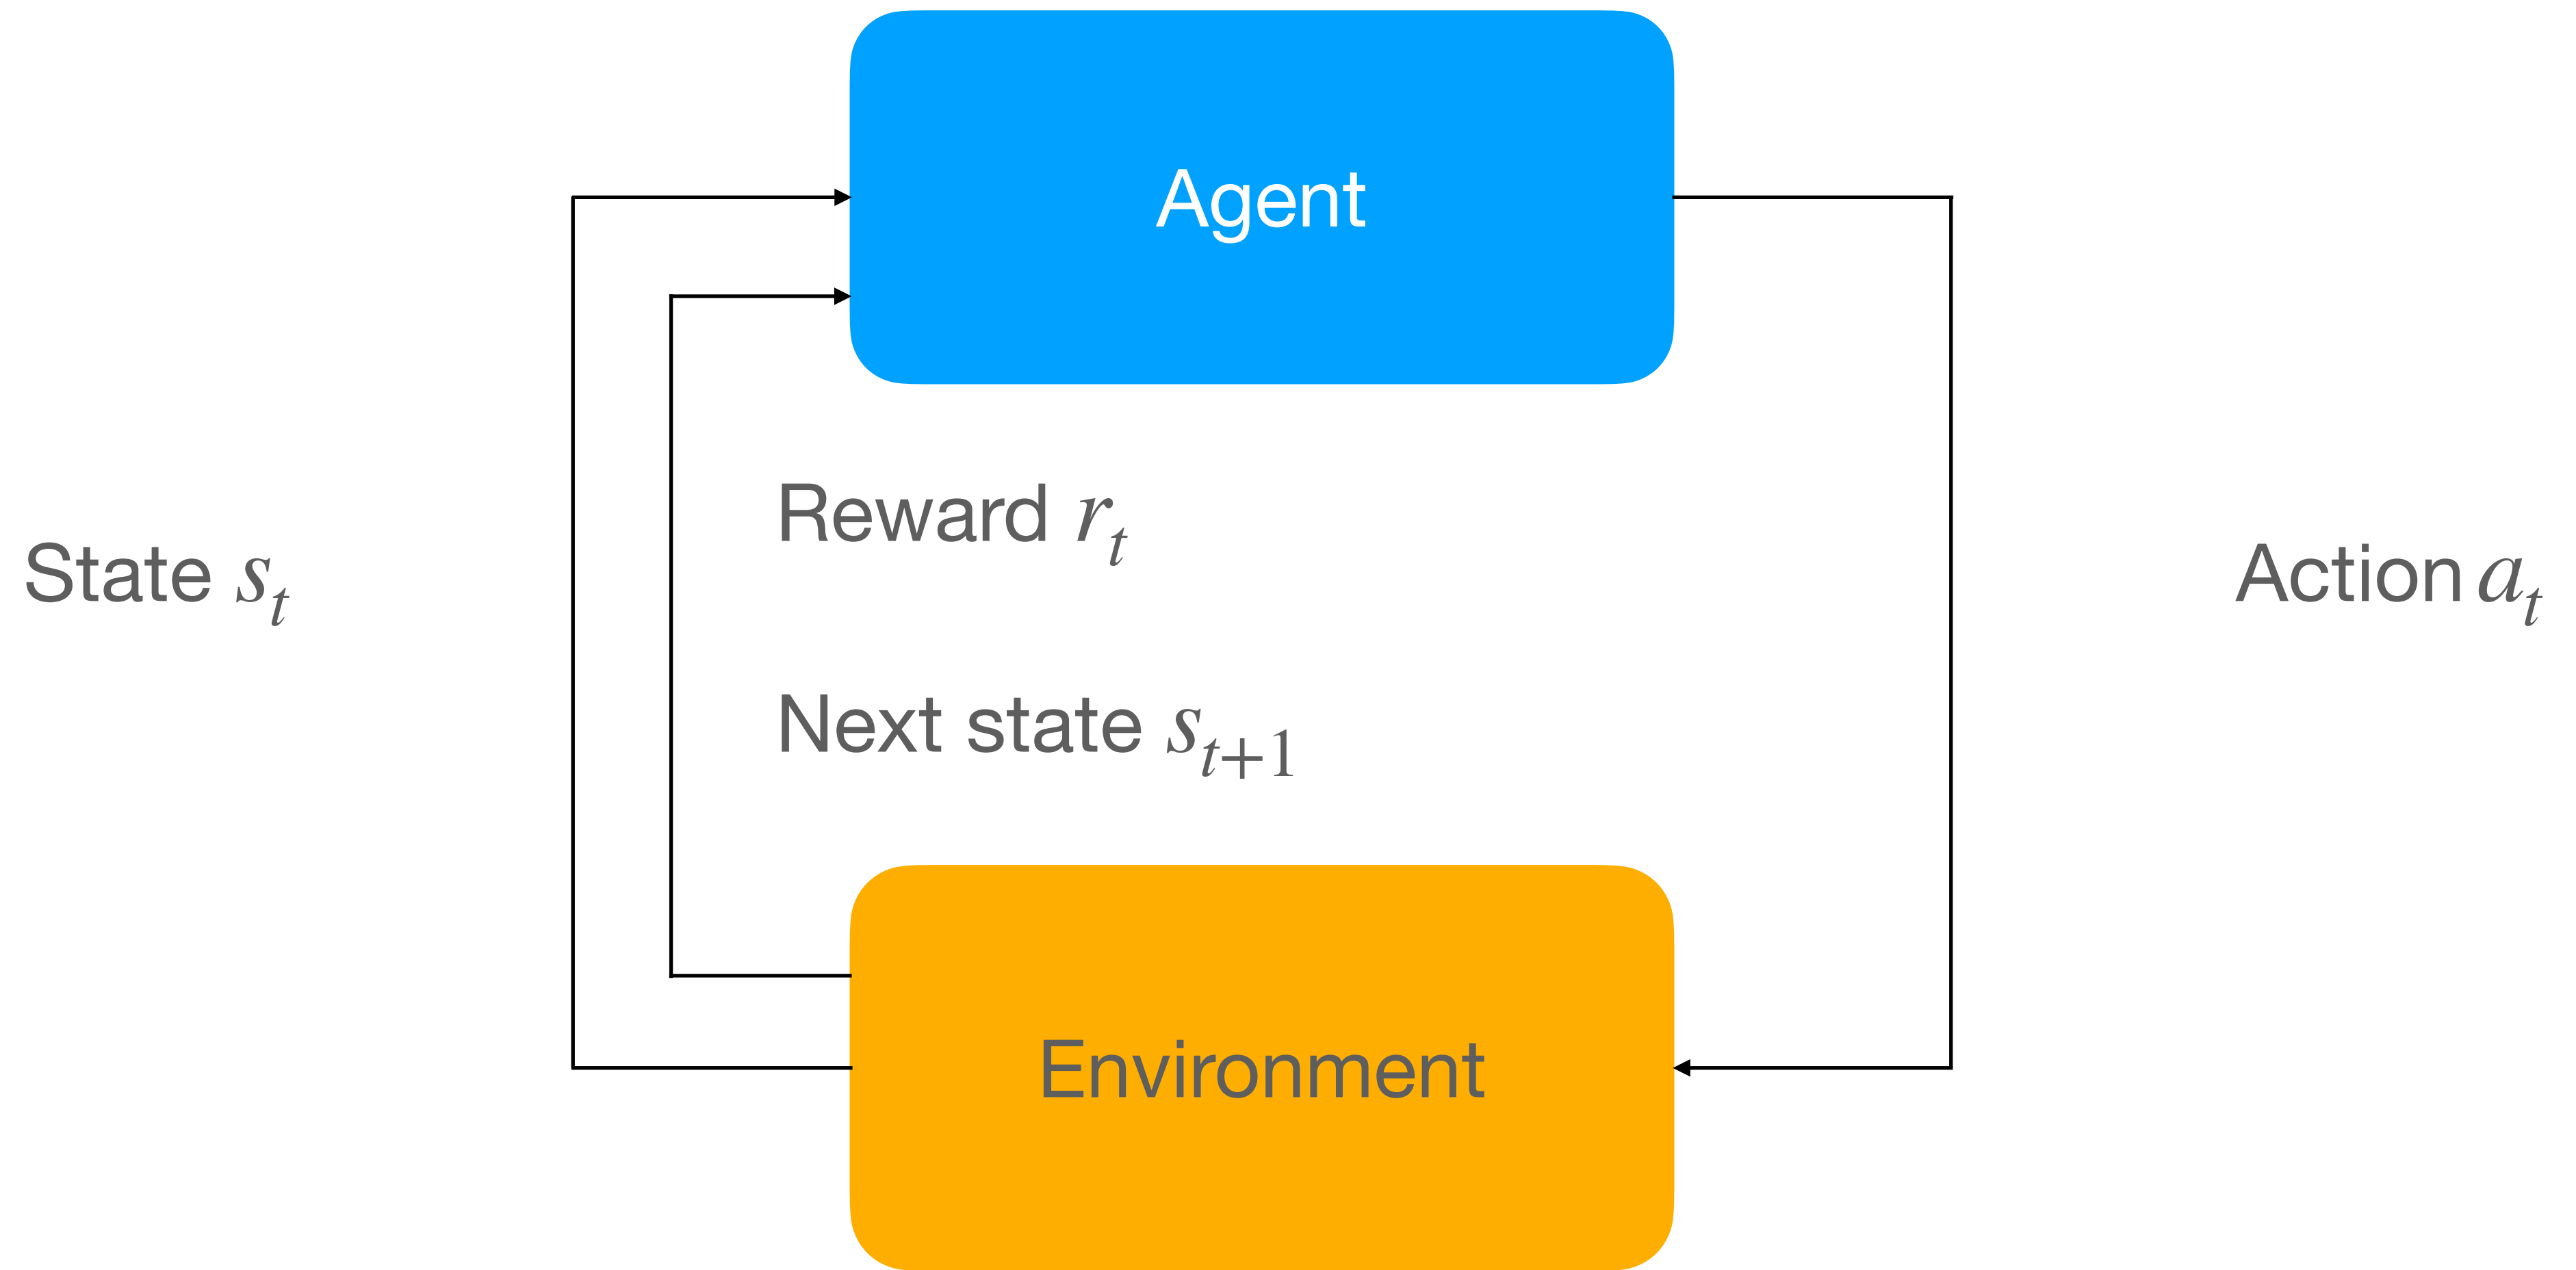 Agent
Reward r_t
State s_t
Action a_t
Next state s_{t+1}
Environment